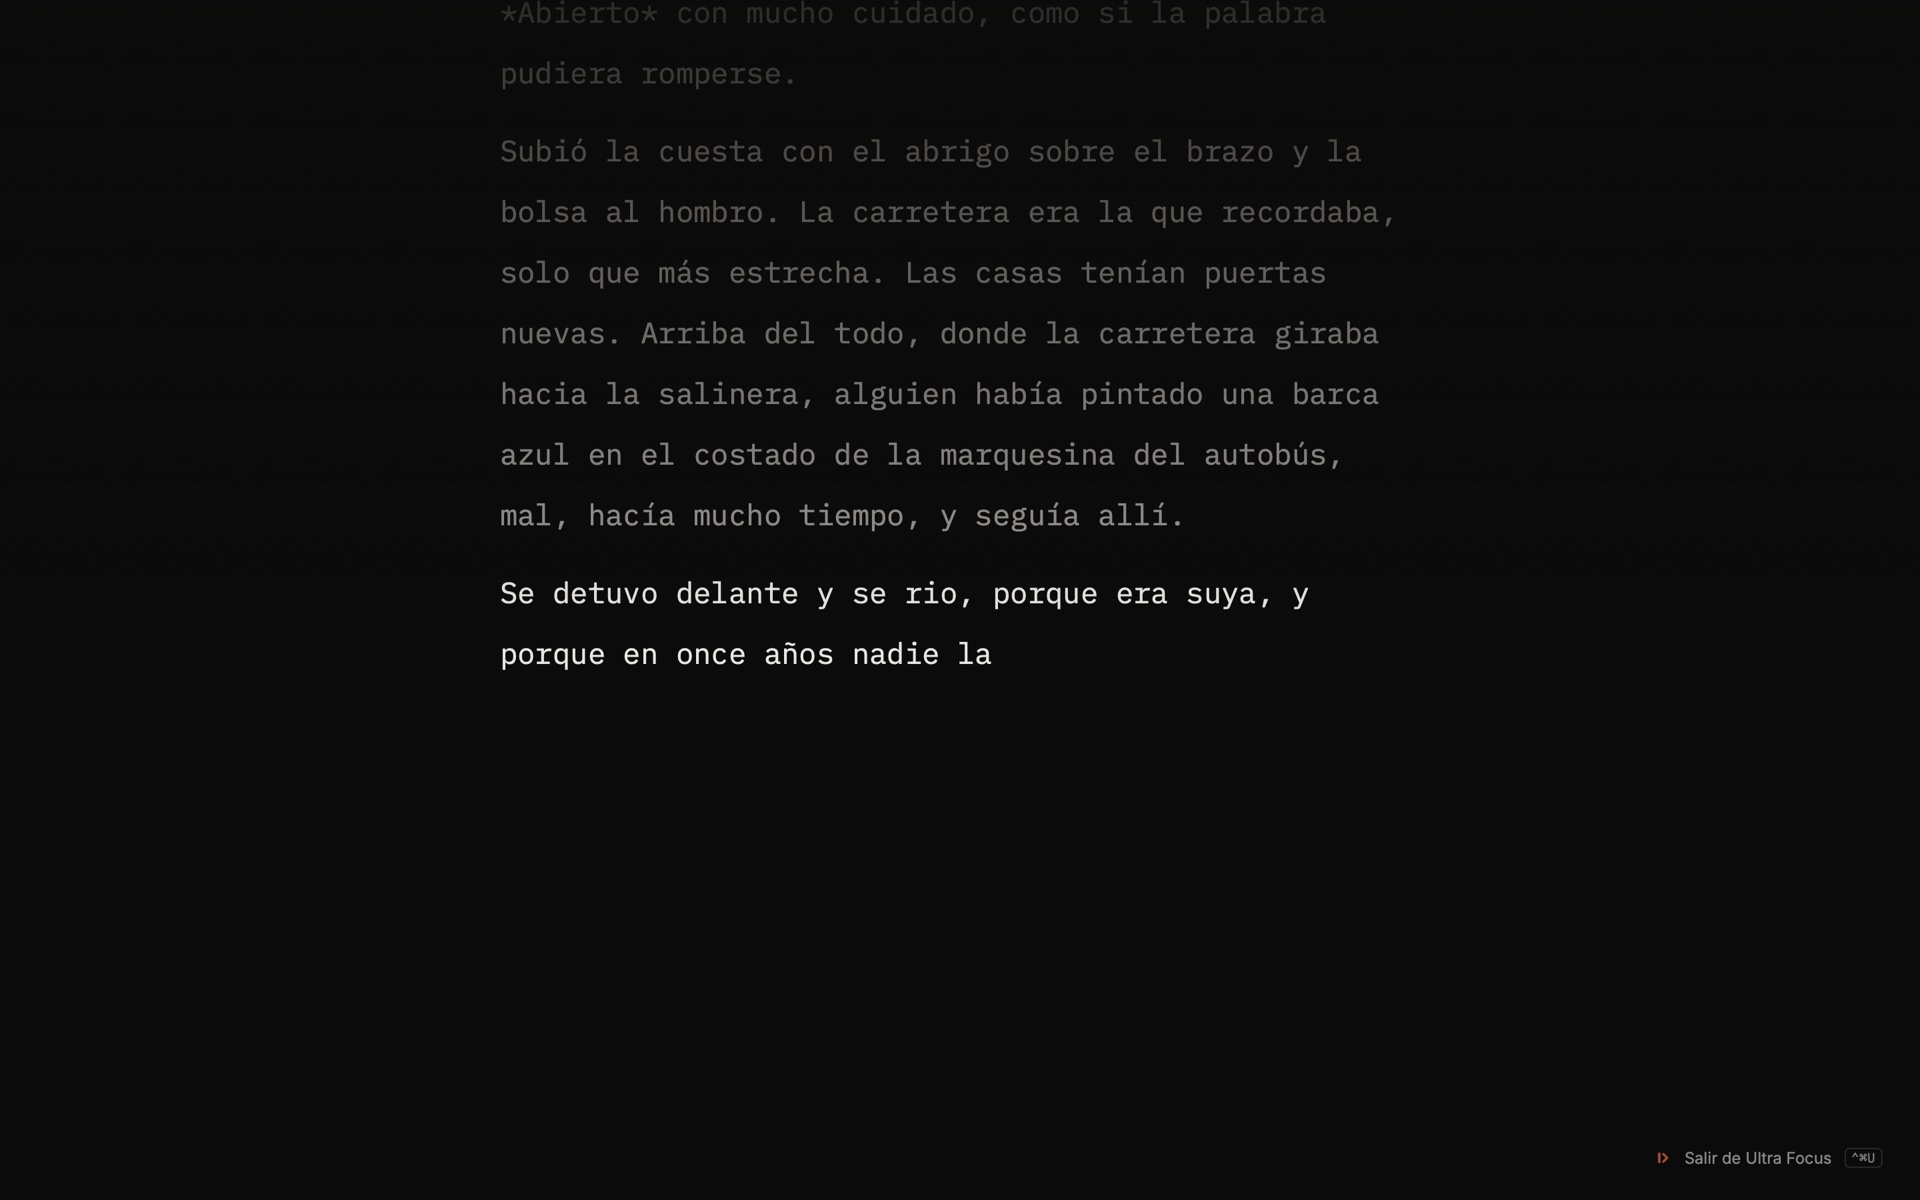 *Abierto* con mucho cuidado, como si la palabra
pudiera romperse.
Subió la cuesta con el abrigo sobre el brazo y la
bolsa al hombro. La carretera era la que recordaba,
solo que más estrecha. Las casas tenían puertas
nuevas. Arriba del todo, donde la carretera giraba
hacia la salinera, alguien había pintado una barca
azul en el costado de la marquesina del autobús,
mal, hacía mucho tiempo, y seguía allí.
Se detuvo delante y se rio, porque era suya, y
porque en once años nadie la
Salir de Ultra Focus ^⌘U